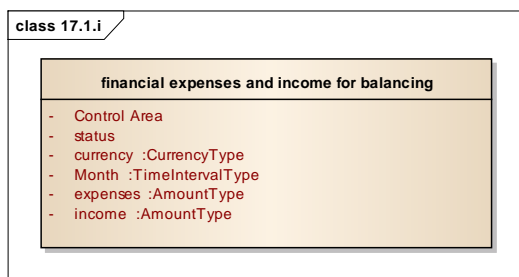 class 17.1.i
financial expenses and income for balancing
- Control Area
- status
- currency :CurrencyType
- Month :TimeIntervalType
- expenses :AmountType
- income :AmountType